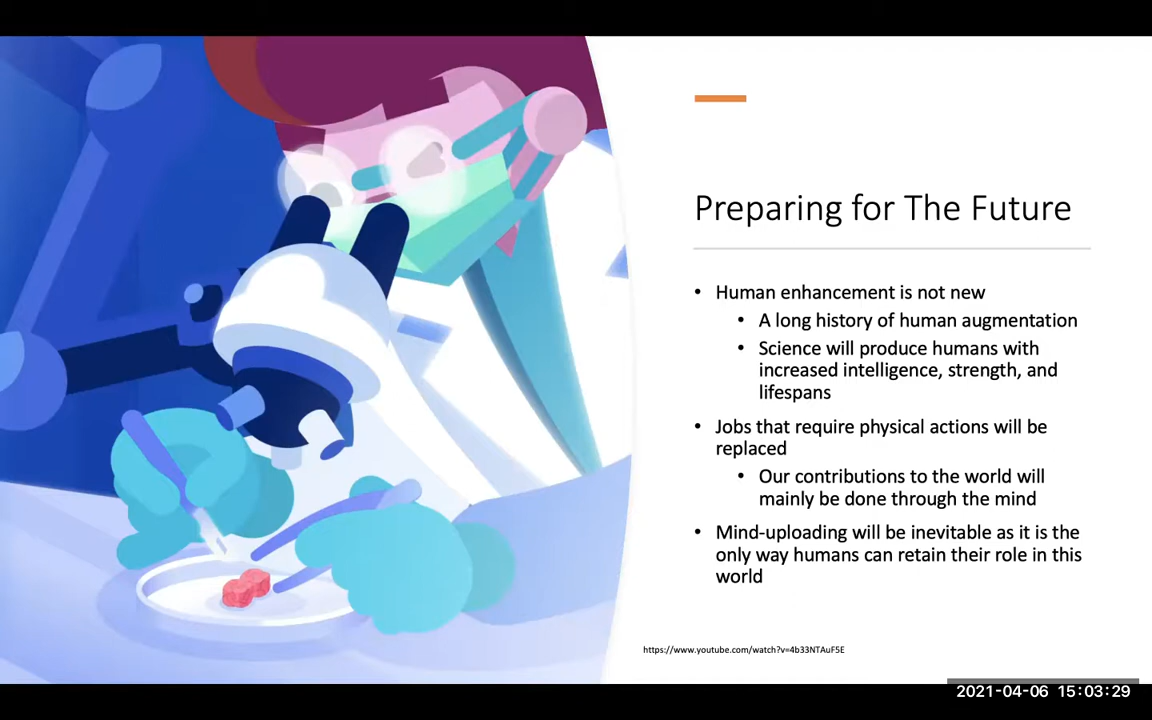 Preparing for The Future
• Human enhancement is not new
• A long history of human augmentation
• Science will produce humans with
increased intelligence, strength, and
lifespans
• Jobs that require physical actions will be
replaced
• Our contributions to the world will
mainly be done through the mind
• Mind-uploading will be inevitable as it is the
only way humans can retain their role in this
world
https://www.youtube.com/watch?v=4b33NTAuF5E
2021-04-06 15:03:29